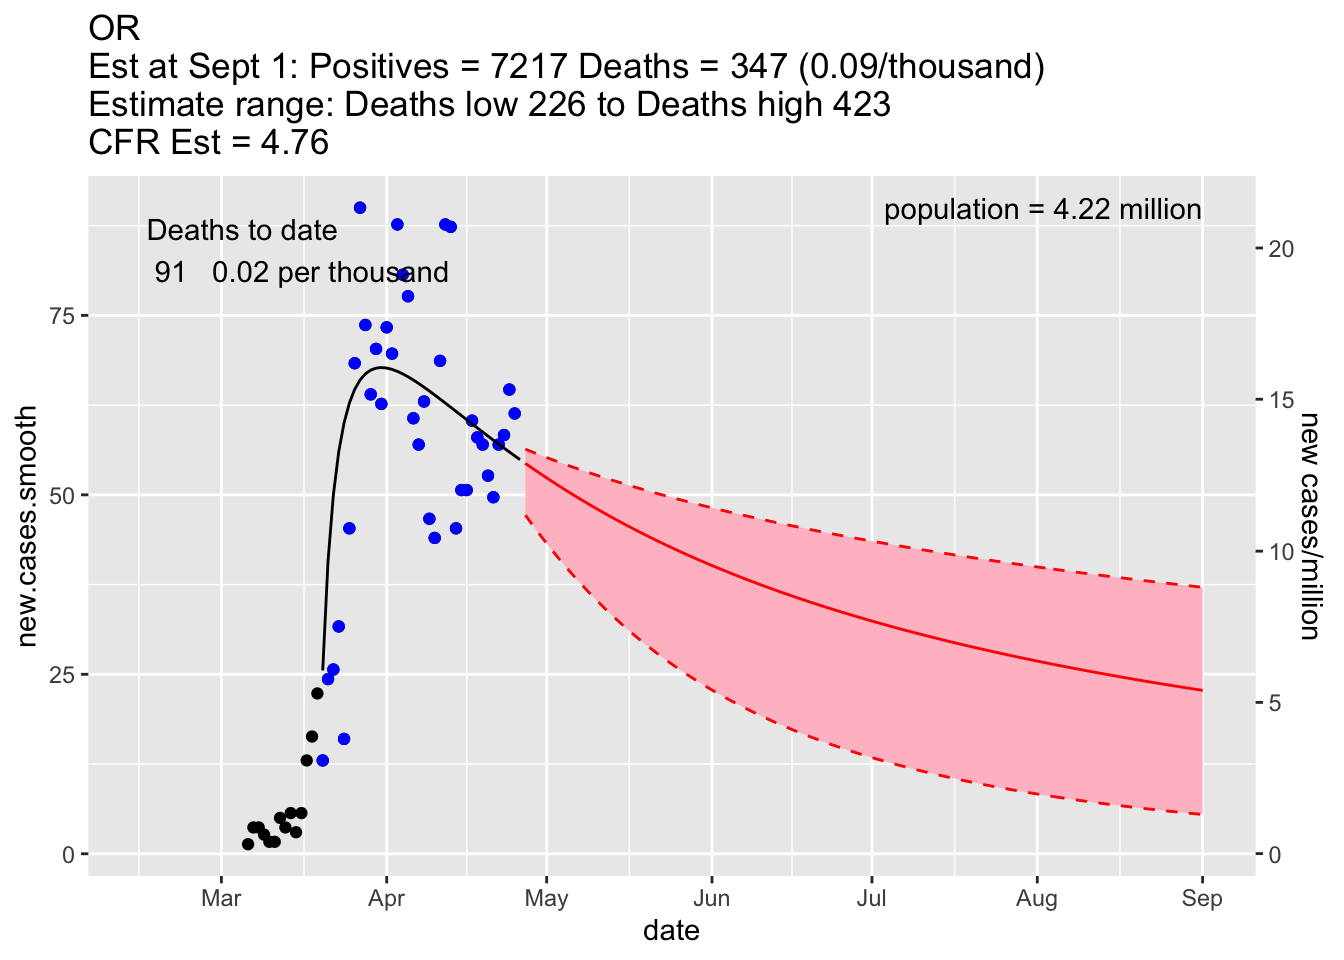 OR
Est at Sept 1: Positives = 7217 Deaths = 347 (0.09/thousand)
Estimate range: Deaths low 226 to Deaths high 423
CFR Est = 4.76
Deaths to date
91 0.02 per thousand
population = 4.22 million
75
50
25
0
new.cases.smooth
20
15
10
5
0
new cases/million
Mar Apr May Jun Jul Aug Sep
date